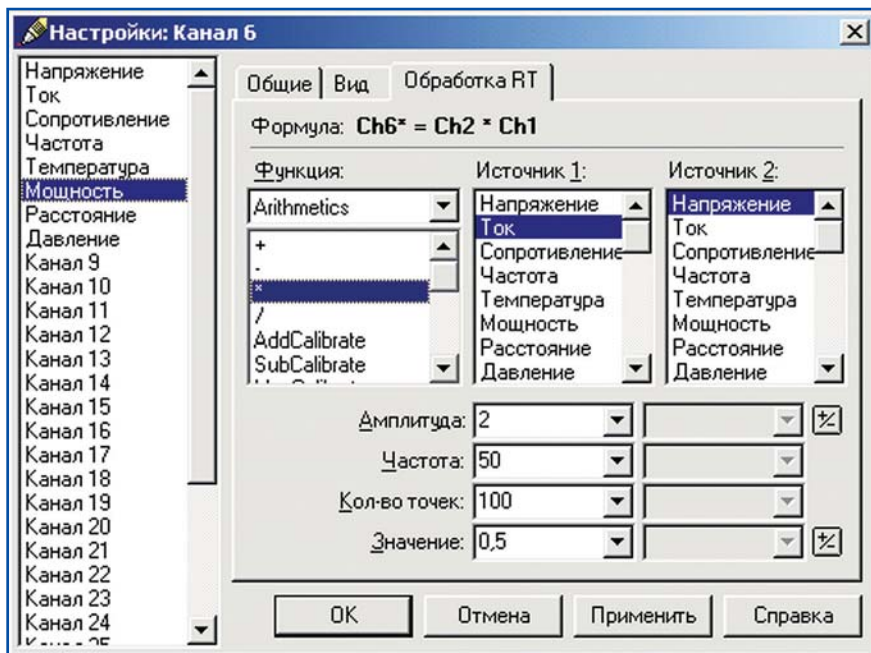 Настройки: Канал 6
Напряжение
Ток
Сопротивление
Частота
Температура
Мощность
Расстояние
Давление
Канал 9
Канал 10
Канал 11
Канал 12
Канал 13
Канал 14
Канал 15
Канал 16
Канал 17
Канал 18
Канал 19
Канал 20
Канал 21
Канал 22
Канал 23
Канал 24
Общие
Вид
Обработка RT
Формула: Ch6* = Ch2 * Ch1
Функция:
Arithmetics
+
-
*
/
AddCalibrate
SubCalibrate
Источник 1:
Напряжение
Ток
Сопротивление
Частота
Температура
Мощность
Расстояние
Давление
Источник 2:
Напряжение
Ток
Сопротивление
Частота
Температура
Мощность
Расстояние
Давление
Амплитуда: 2
Частота: 50
Кол-во точек: 100
Значение: 0,5
OK
Отмена
Применить
Справка